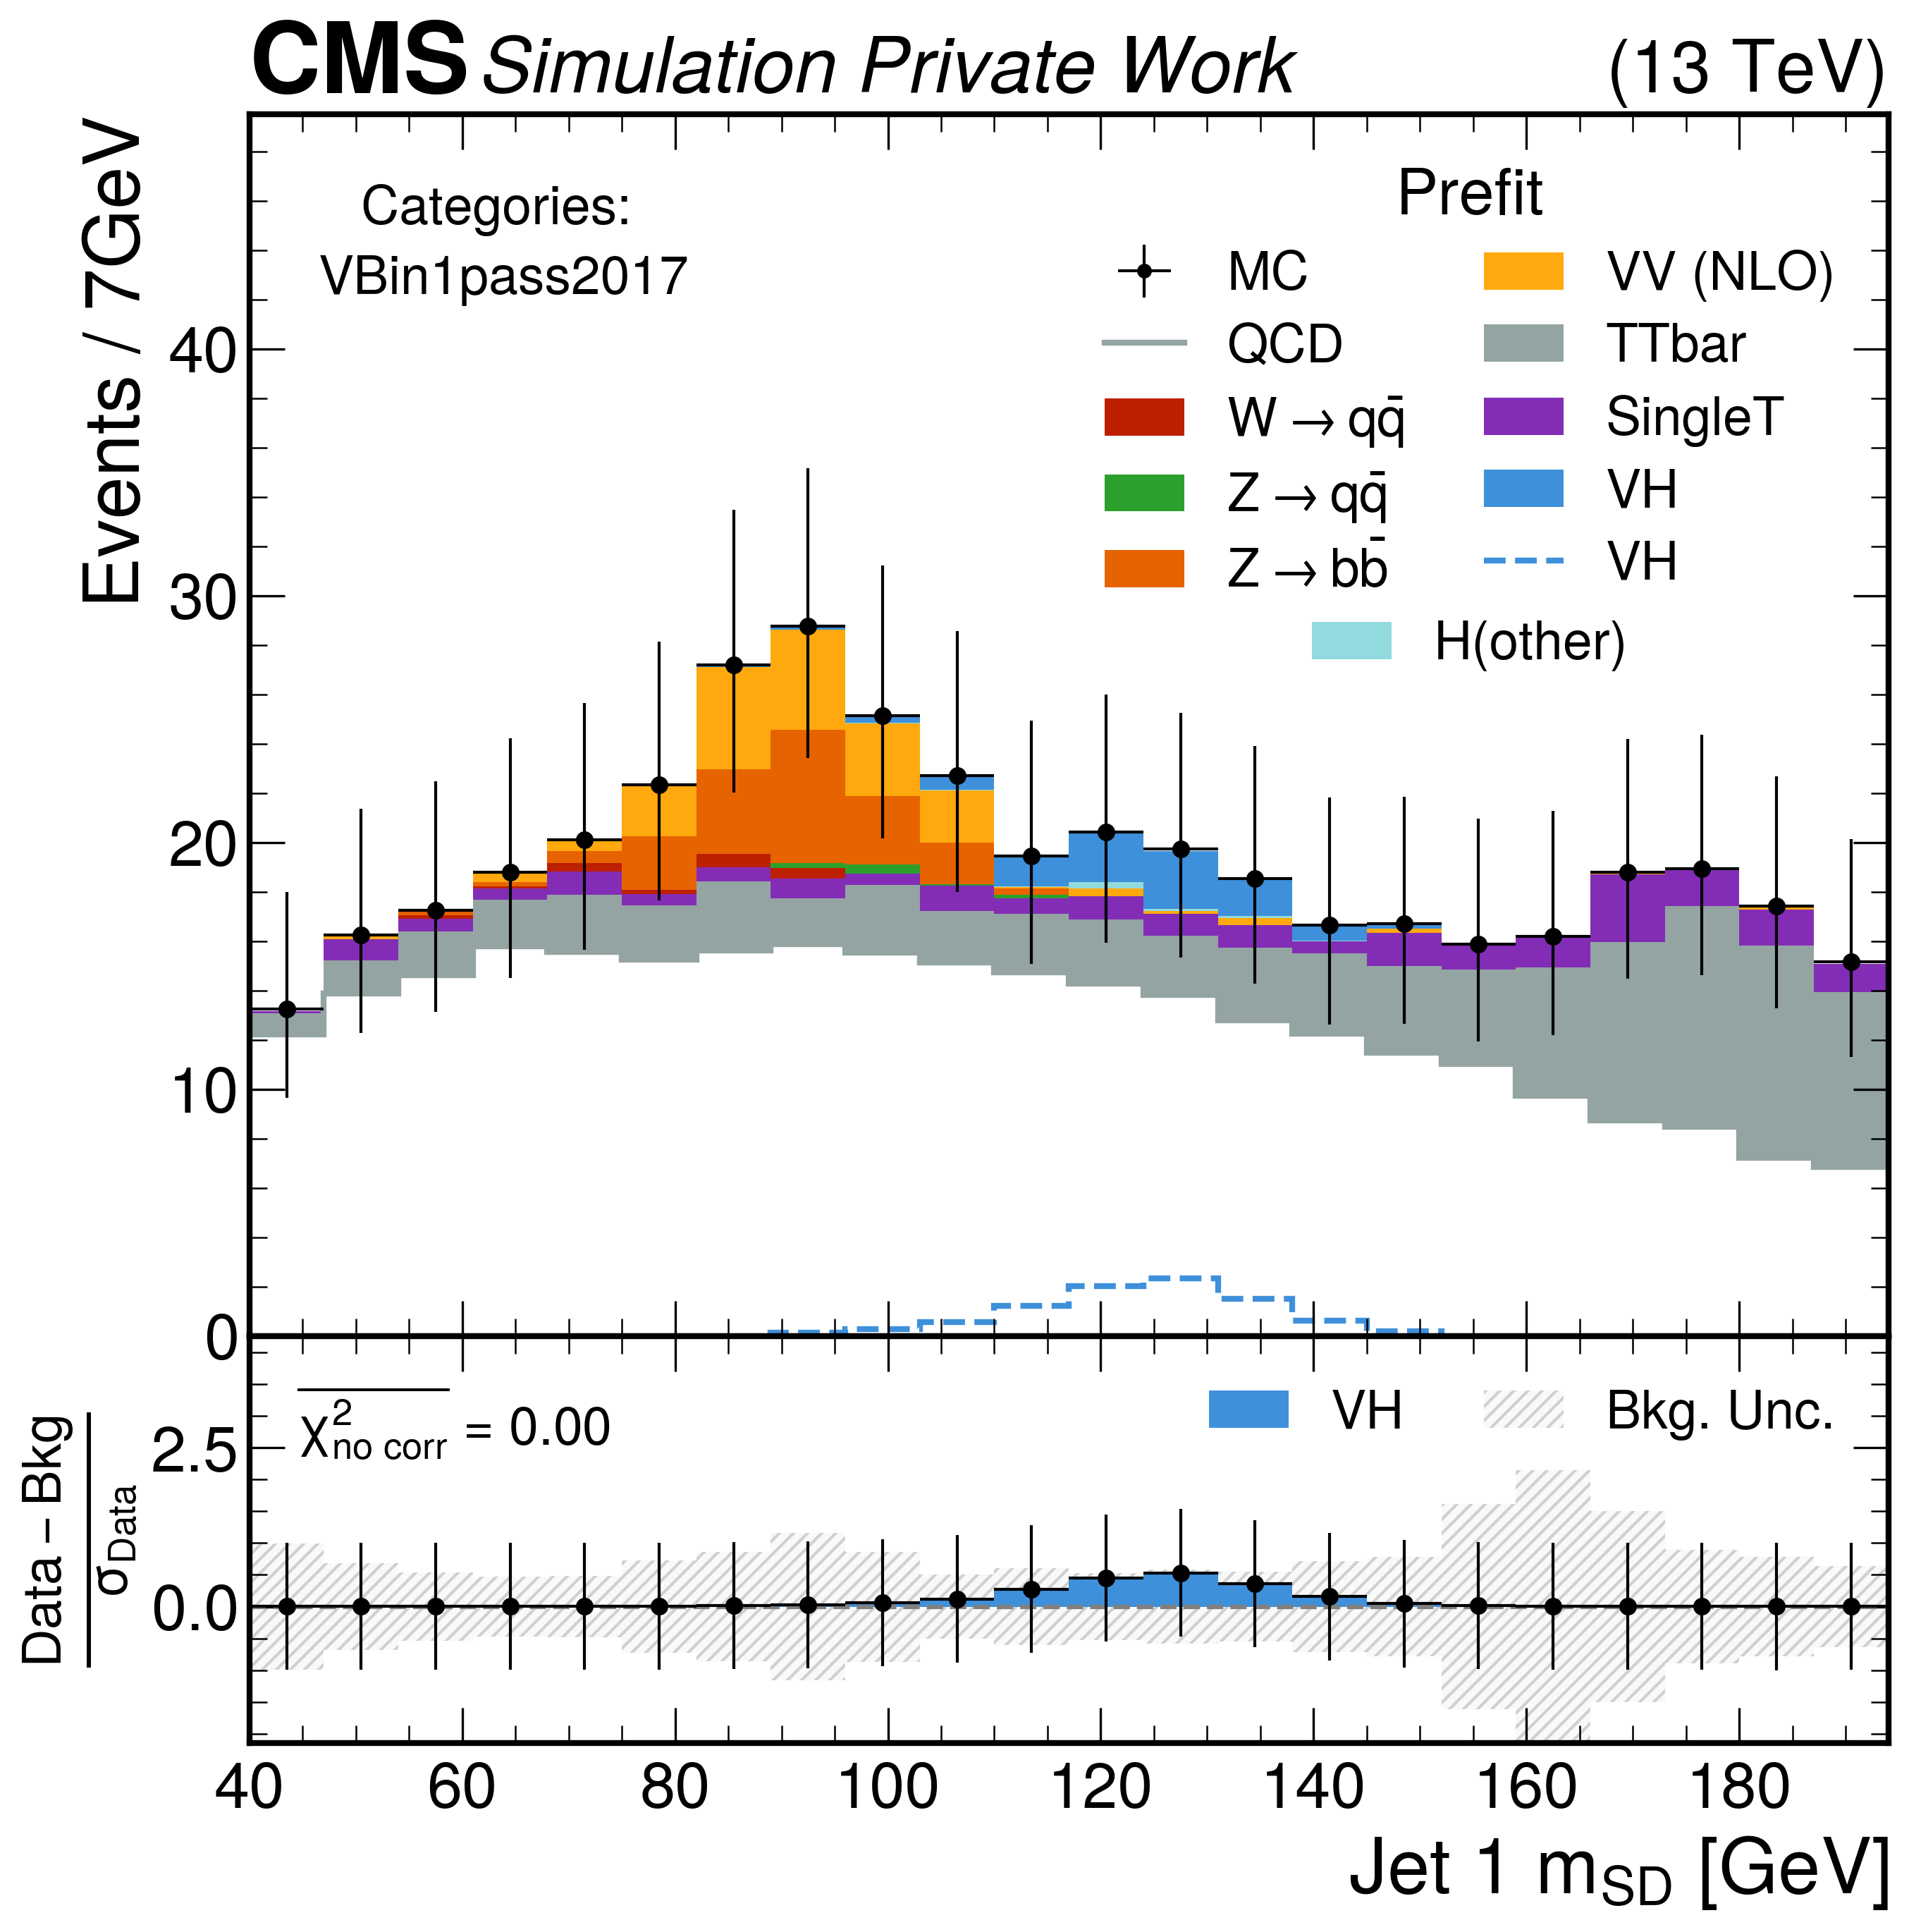 CMS Simulation Private Work (13 TeV)
Events / 7GeV
Categories:
VBin1pass2017
Prefit
MC
VV (NLO)
QCD
TTbar
W → qq̄
SingleT
Z → qq̄
VH
Z → bb̄
VH
H(other)
40
30
20
10
0
Data − Bkg
σData
χ²no corr = 0.00
VH
Bkg. Unc.
2.5
0.0
40 60 80 100 120 140 160 180
Jet 1 mSD [GeV]